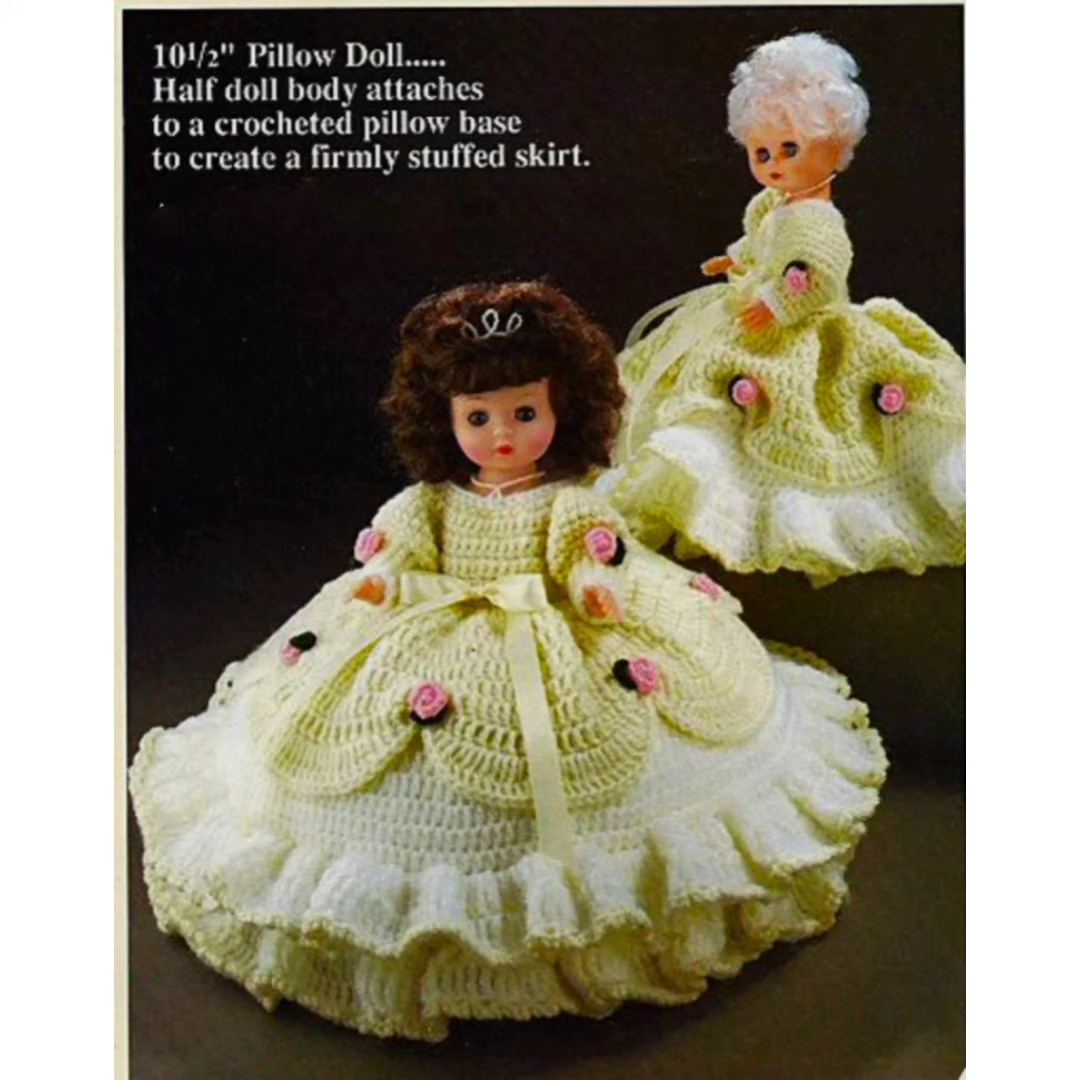 10½" Pillow Doll.....
Half doll body attaches
to a crocheted pillow base
to create a firmly stuffed skirt.